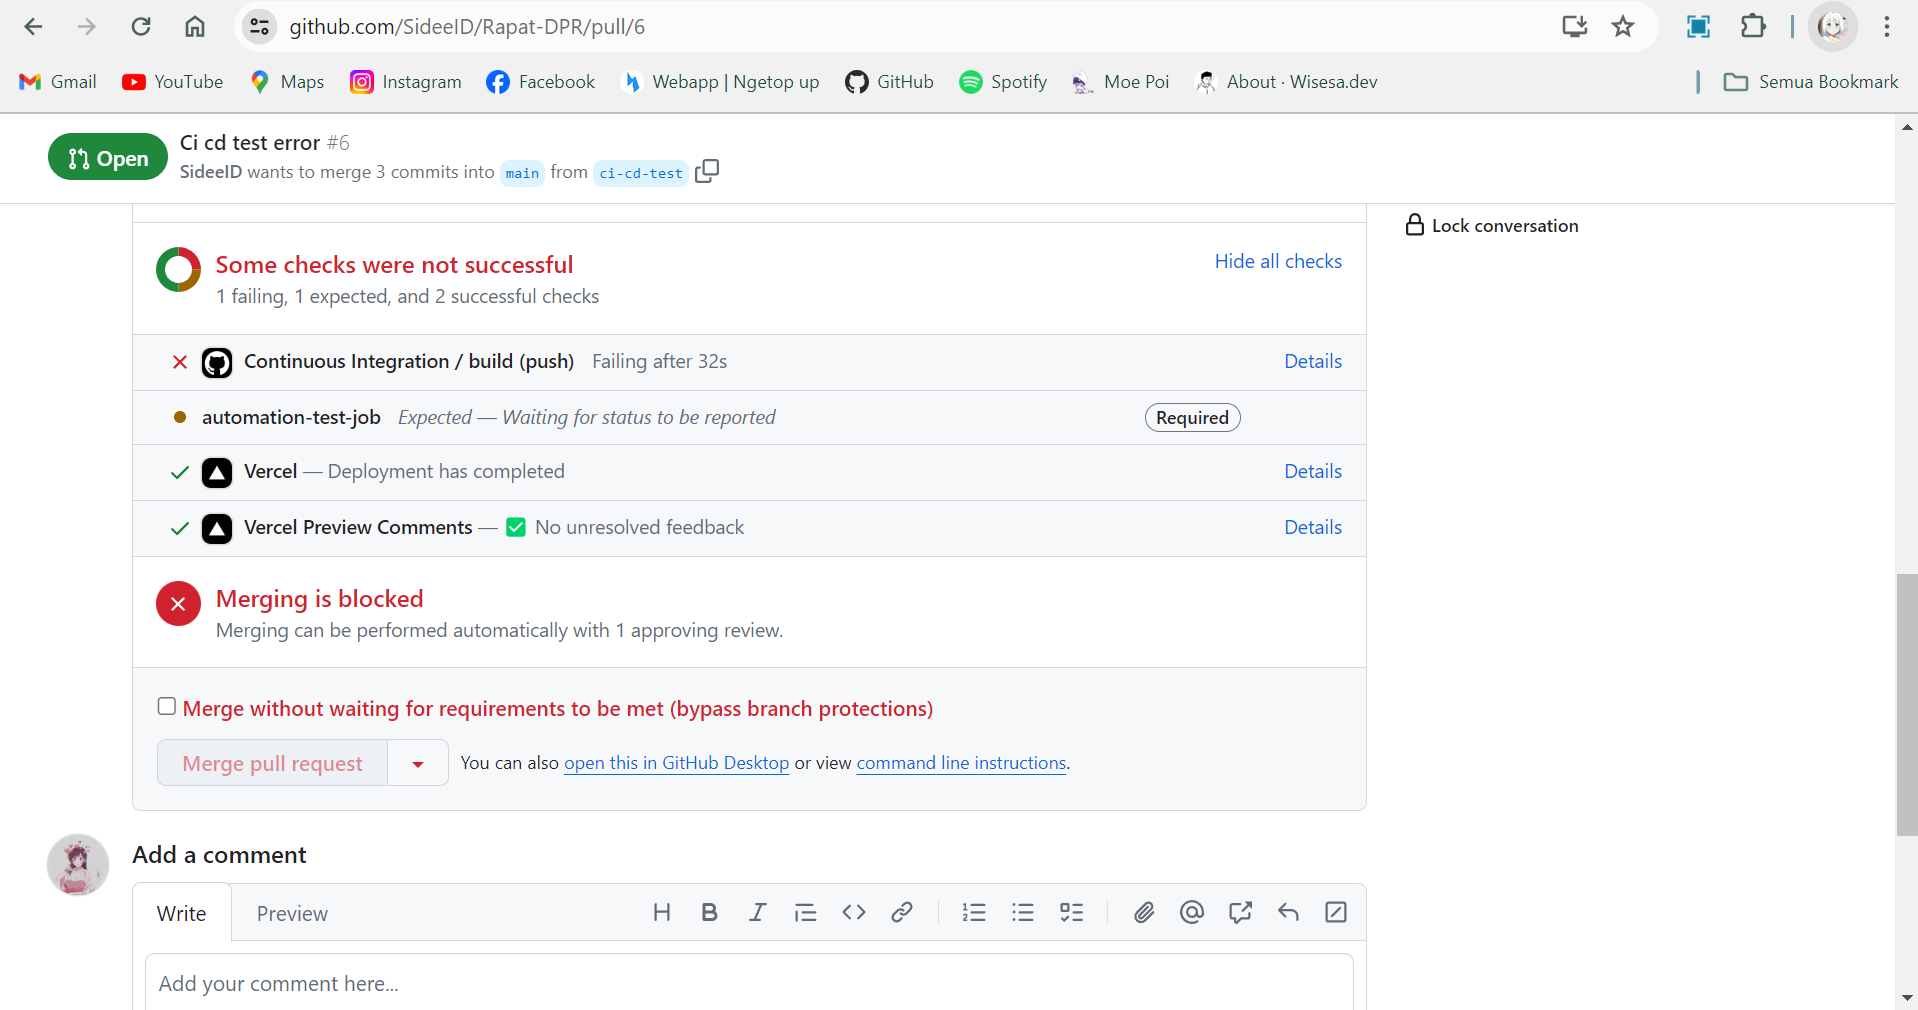 github.com/SideeID/Rapat-DPR/pull/6
Gmail YouTube Maps Instagram Facebook Webapp | Ngetop up GitHub Spotify Moe Poi About · Wisesa.dev Semua Bookmark
Open
Ci cd test error #6
SideeID wants to merge 3 commits into main from ci-cd-test
Lock conversation
Some checks were not successful
Hide all checks
1 failing, 1 expected, and 2 successful checks
Continuous Integration / build (push) Failing after 32s Details
automation-test-job Expected — Waiting for status to be reported Required
Vercel — Deployment has completed Details
Vercel Preview Comments — ✅ No unresolved feedback Details
Merging is blocked
Merging can be performed automatically with 1 approving review.
Merge without waiting for requirements to be met (bypass branch protections)
Merge pull request You can also open this in GitHub Desktop or view command line instructions.
Add a comment
Write Preview
Add your comment here...